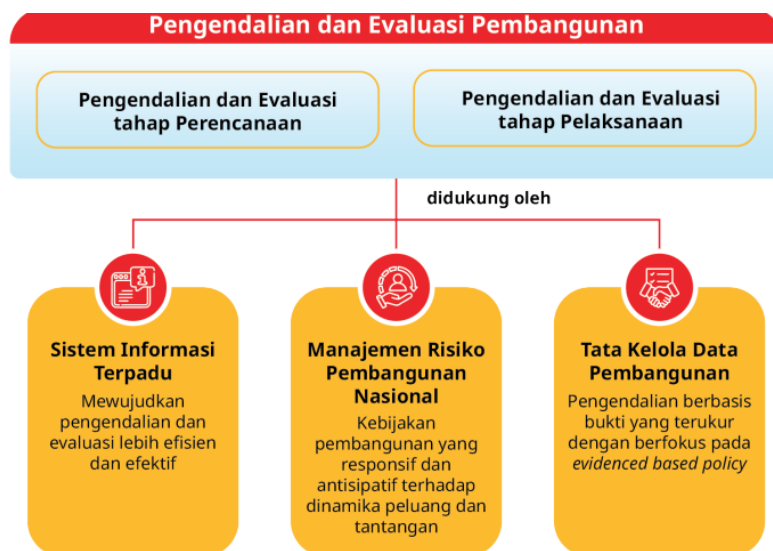 Pengendalian dan Evaluasi Pembangunan
Pengendalian dan Evaluasi
tahap Perencanaan
Pengendalian dan Evaluasi
tahap Pelaksanaan
didukung oleh
Sistem Informasi
Terpadu
Mewujudkan
pengendalian dan
evaluasi lebih efisien
dan efektif
Manajemen Risiko
Pembangunan
Nasional
Kebijakan
pembangunan yang
responsif dan
antisipatif terhadap
dinamika peluang dan
tantangan
Tata Kelola Data
Pembangunan
Pengendalian berbasis
bukti yang terukur
dengan berfokus pada
evidenced based policy